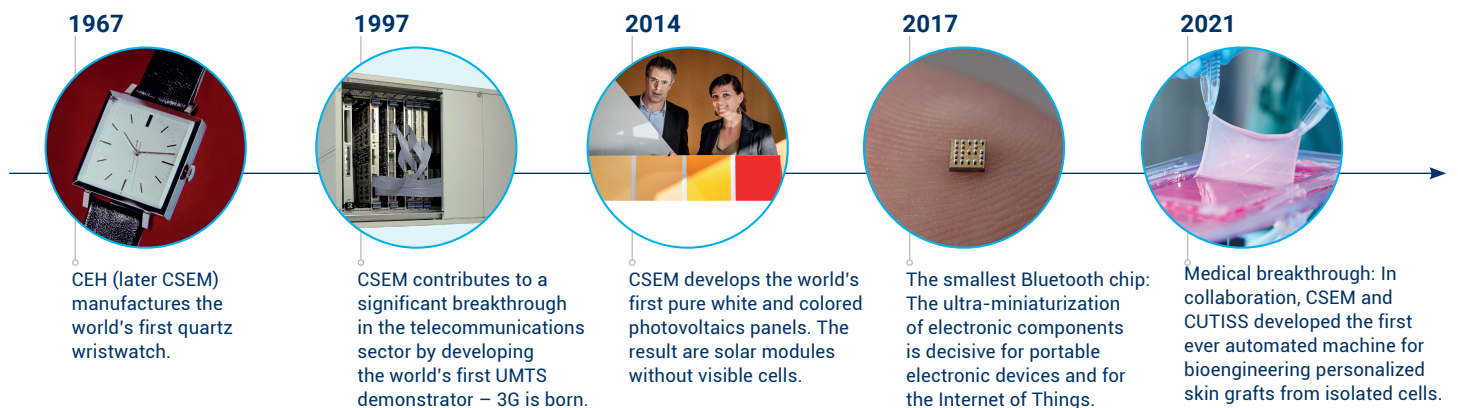 1967
CEH (later CSEM)
manufactures the
world's first quartz
wristwatch.
1997
CSEM contributes to a
significant breakthrough
in the telecommunications
sector by developing
the world's first UMTS
demonstrator – 3G is born.
2014
CSEM develops the world's
first pure white and colored
photovoltaics panels. The
result are solar modules
without visible cells.
2017
The smallest Bluetooth chip:
The ultra-miniaturization
of electronic components
is decisive for portable
electronic devices and for
the Internet of Things.
2021
Medical breakthrough: In
collaboration, CSEM and
CUTISS developed the first
ever automated machine for
bioengineering personalized
skin grafts from isolated cells.